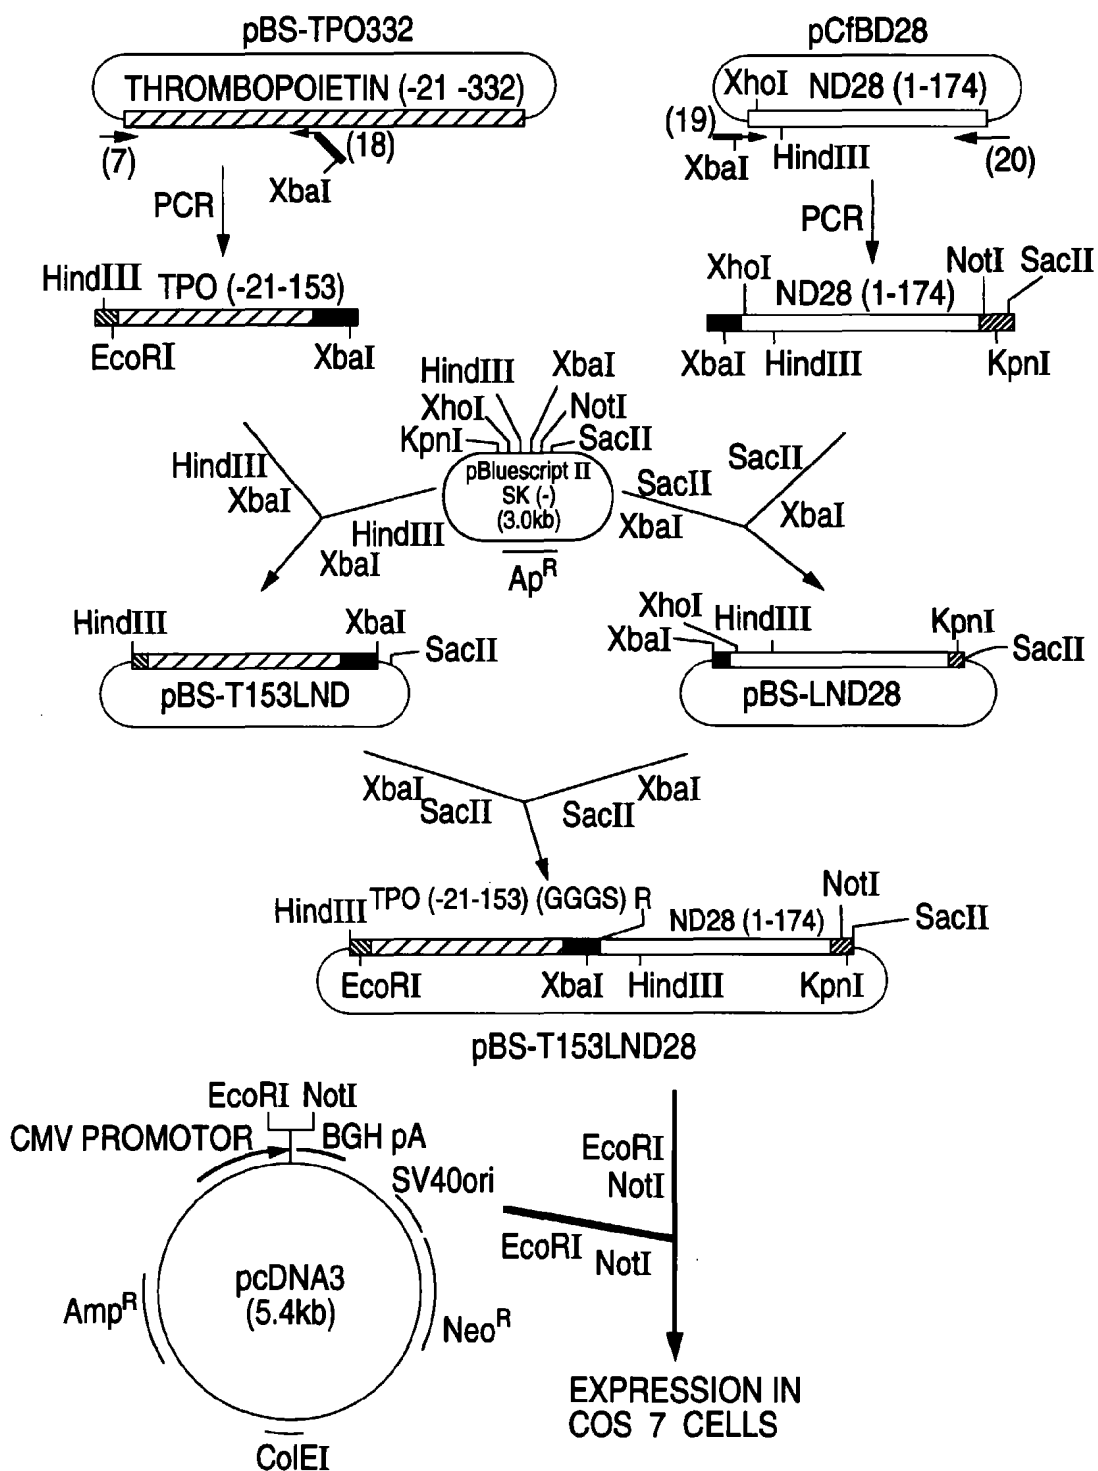 pBS-TPO332
THROMBOPOIETIN (-21 -332)
(7)
(18)
XbaI
PCR
pCfBD28
XhoI ND28 (1-174)
(19)
XbaI
HindIII
(20)
PCR
HindIII
TPO (-21-153)
EcoRI
XbaI
XhoI
NotI
SacII
ND28 (1-174)
XbaI
HindIII
KpnI
HindIII
XbaI
XhoI
NotI
KpnI
SacII
pBluescript II
SK (-)
(3.0kb)
Ap^R
HindIII
XbaI
HindIII
XbaI
SacII
XbaI
SacII
XbaI
HindIII
XbaI
SacII
pBS-T153LND
XhoI
HindIII
XbaI
KpnI
SacII
pBS-LND28
XbaI
SacII
SacII
XbaI
HindIII
TPO (-21-153) (GGGS) R
ND28 (1-174)
NotI
SacII
EcoRI
XbaI
HindIII
KpnI
pBS-T153LND28
EcoRI NotI
CMV PROMOTOR
BGH pA
SV40ori
pcDNA3
(5.4kb)
Amp^R
Neo^R
ColEI
EcoRI
NotI
EcoRI
NotI
EXPRESSION IN
COS 7 CELLS